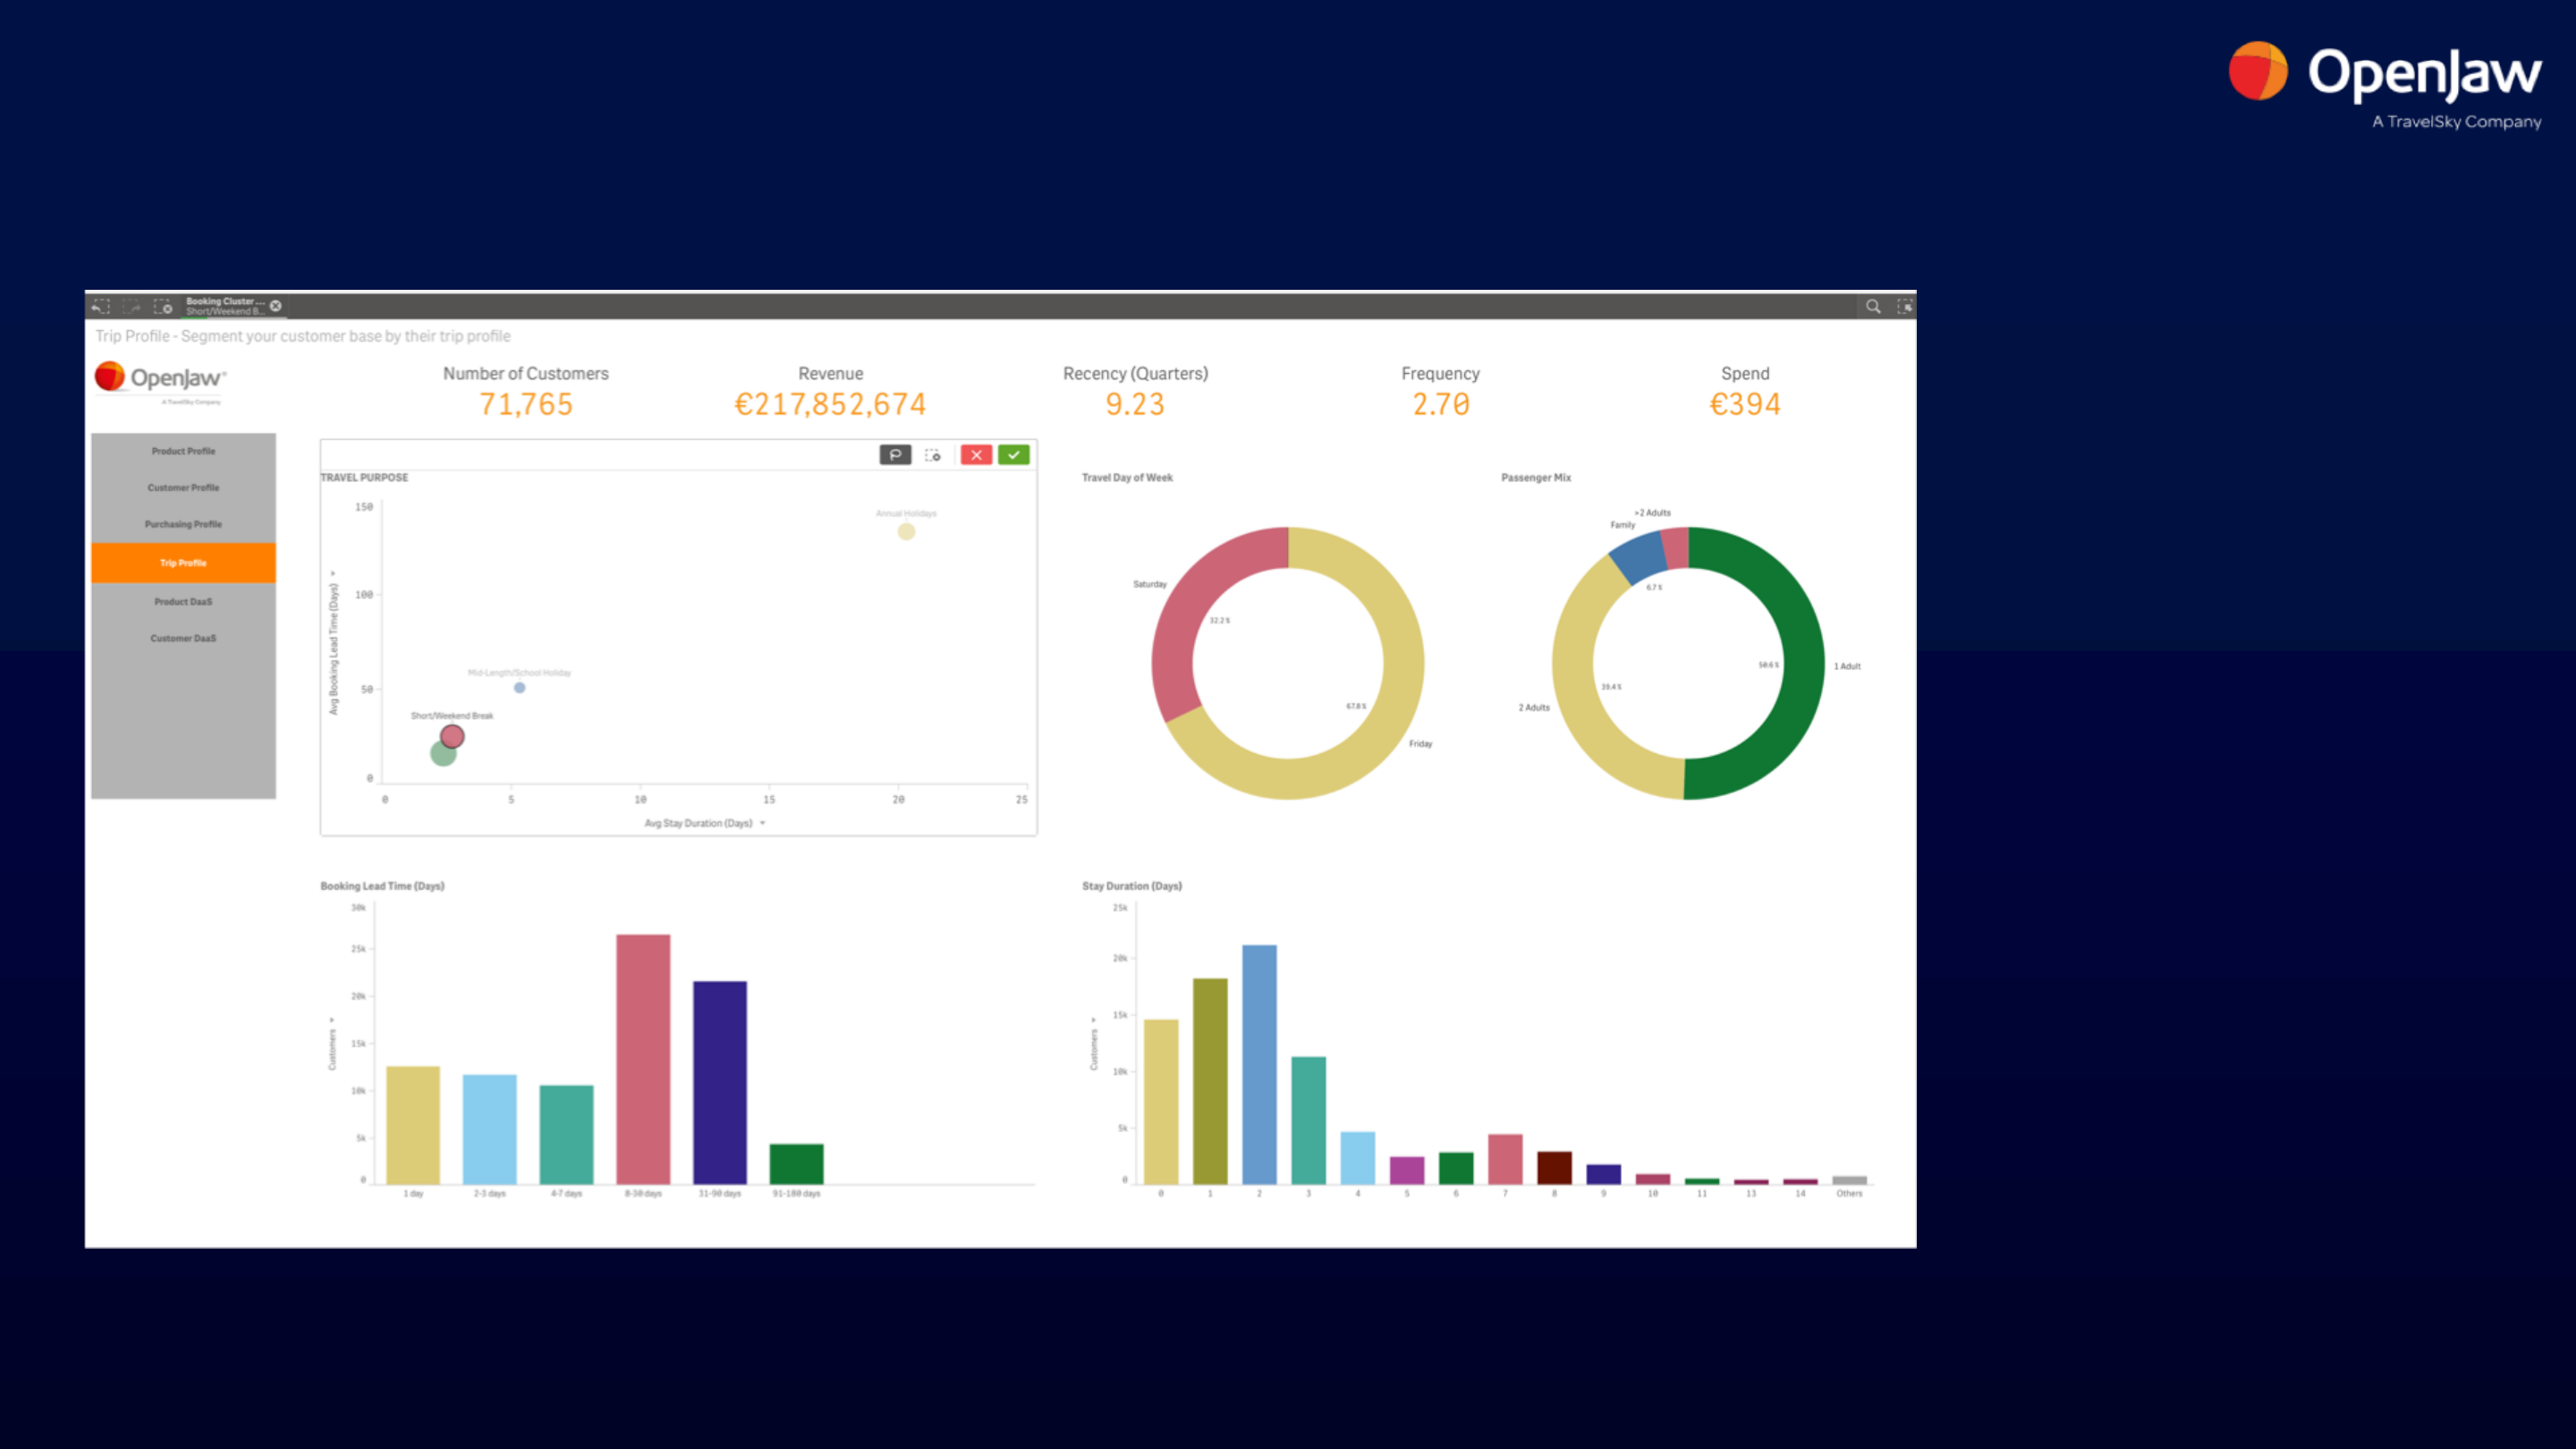 OpenJaw
A TravelSky Company
Booking Cluster ...
Short/Weekend B...
Trip Profile - Segment your customer base by their trip profile
OpenJaw
A TravelSky Company
Number of Customers
71,765
Revenue
€217,852,674
Recency (Quarters)
9.23
Frequency
2.70
Spend
€394
Product Profile
Customer Profile
Purchasing Profile
Trip Profile
Product DaaS
Customer DaaS
TRAVEL PURPOSE
Avg Booking Lead Time (Days)
150
100
50
0
Annual Holidays
Mid-Length/School Holiday
Short/Weekend Break
0 5 10 15 20 25
Avg Stay Duration (Days)
Travel Day of Week
Saturday
32.2 %
67.8 %
Friday
Passenger Mix
>2 Adults
Family
6.7 %
50.6 %
1 Adult
39.4 %
2 Adults
Booking Lead Time (Days)
Customers
30k
25k
20k
15k
10k
5k
0
1 day 2-3 days 4-7 days 8-30 days 31-90 days 91-180 days
Stay Duration (Days)
Customers
25k
20k
15k
10k
5k
0
0 1 2 3 4 5 6 7 8 9 10 11 13 14 Others